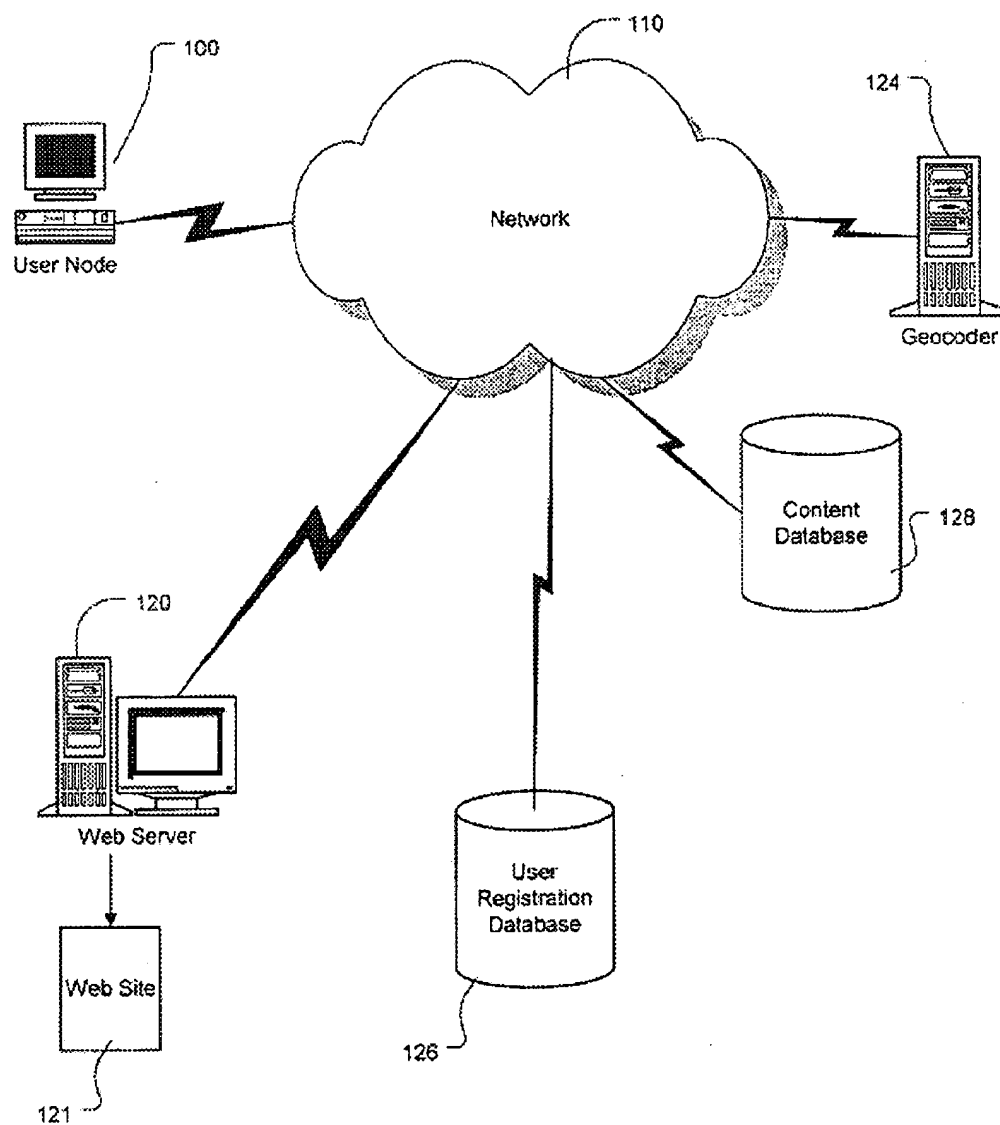 100
110
124
Network
User Node
Geocoder
Content
Database
128
120
Web Server
User
Registration
Database
Web Site
126
121